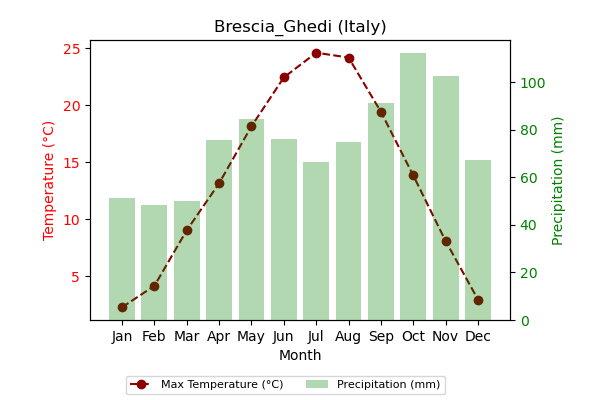 Brescia_Ghedi (Italy)
25
20
15
10
5
Temperature (°C)
100
80
60
40
20
0
Precipitation (mm)
Jan Feb Mar Apr May Jun Jul Aug Sep Oct Nov Dec
Month
Max Temperature (°C) Precipitation (mm)